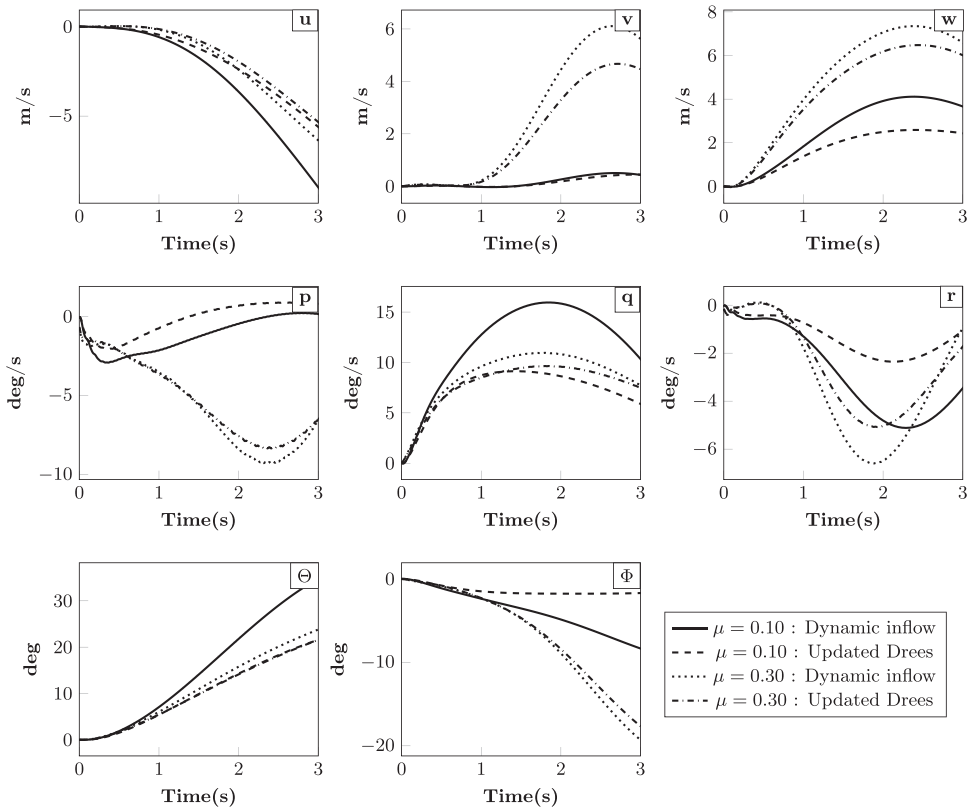 u
0
−5
m/s
0 1 2 3
Time(s)
v
6
4
2
0
m/s
0 1 2 3
Time(s)
w
8
6
4
2
0
m/s
0 1 2 3
Time(s)
p
0
−5
−10
deg/s
0 1 2 3
Time(s)
q
15
10
5
0
deg/s
0 1 2 3
Time(s)
r
0
−2
−4
−6
deg/s
0 1 2 3
Time(s)
Θ
30
20
10
0
deg
0 1 2 3
Time(s)
Φ
0
−10
−20
deg
0 1 2 3
Time(s)
μ = 0.10 : Dynamic inflow
μ = 0.10 : Updated Drees
μ = 0.30 : Dynamic inflow
μ = 0.30 : Updated Drees